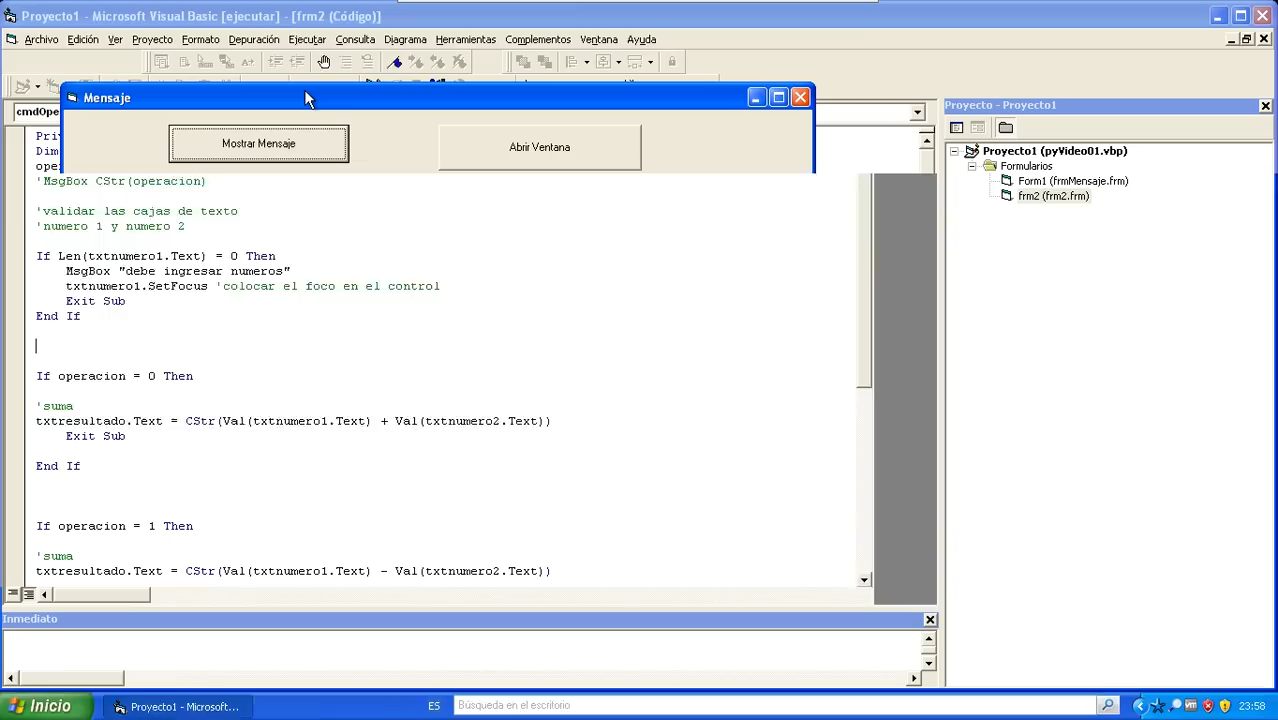 Proyecto1 - Microsoft Visual Basic [ejecutar] - [frm2 (Código)]
Archivo Edición Ver Proyecto Formato Depuración Ejecutar Consulta Diagrama Herramientas Complementos Ventana Ayuda
Mensaje
Mostrar Mensaje
Abrir Ventana
cmdOpe
Pri
Dim
ope
'MsgBox CStr(operacion)
'validar las cajas de texto
'numero 1 y numero 2
If Len(txtnumero1.Text) = 0 Then
MsgBox "debe ingresar numeros"
txtnumero1.SetFocus 'colocar el foco en el control
Exit Sub
End If
If operacion = 0 Then
'suma
txtresultado.Text = CStr(Val(txtnumero1.Text) + Val(txtnumero2.Text))
Exit Sub
End If
If operacion = 1 Then
'suma
txtresultado.Text = CStr(Val(txtnumero1.Text) - Val(txtnumero2.Text))
Proyecto - Proyecto1
Proyecto1 (pyVideo01.vbp)
Formularios
Form1 (frmMensaje.frm)
frm2 (frm2.frm)
Inmediato
Inicio
Proyecto1 - Microsoft Vi...
ES
Búsqueda en el escritorio
23:58